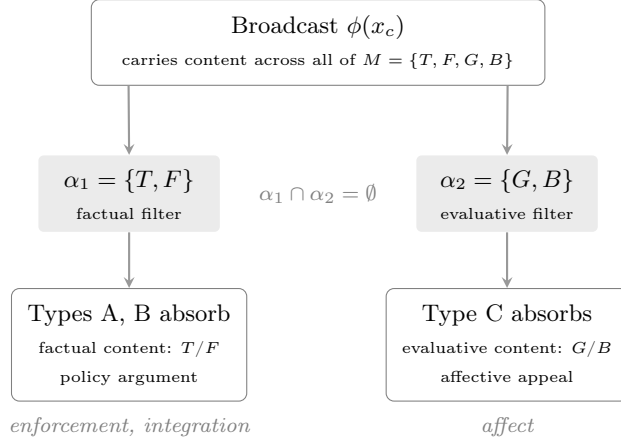 Broadcast ϕ(x_c)
carries content across all of M = {T, F, G, B}
α₁ = {T, F}
factual filter
α₁ ∩ α₂ = ∅
α₂ = {G, B}
evaluative filter
Types A, B absorb
factual content: T/F
policy argument
Type C absorbs
evaluative content: G/B
affective appeal
enforcement, integration
affect